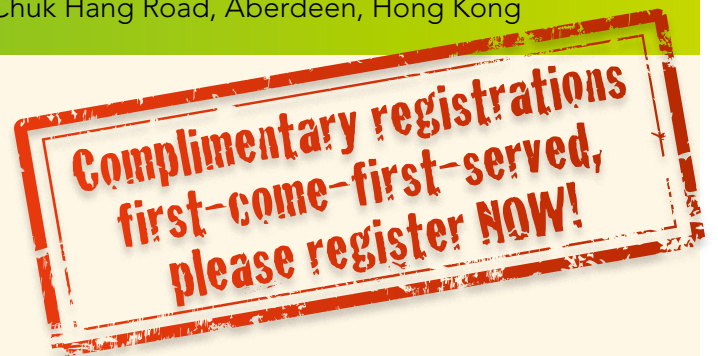 Chuk Hang Road, Aberdeen, Hong Kong
Complimentary registrations
first-come-first-served,
please register NOW!